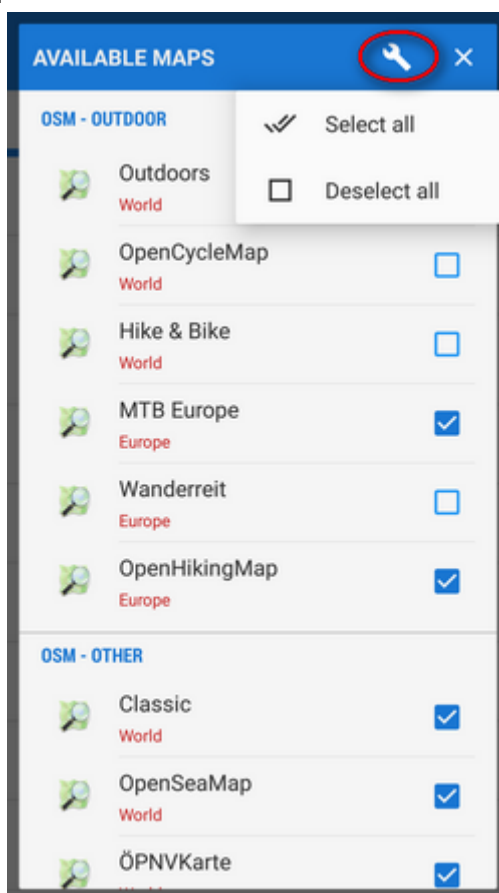 AVAILABLE MAPS
OSM - OUTDOOR
Select all
Outdoors
World
Deselect all
OpenCycleMap
World
Hike & Bike
World
MTB Europe
Europe
Wanderreit
Europe
OpenHikingMap
Europe
OSM - OTHER
Classic
World
OpenSeaMap
World
ÖPNVKarte